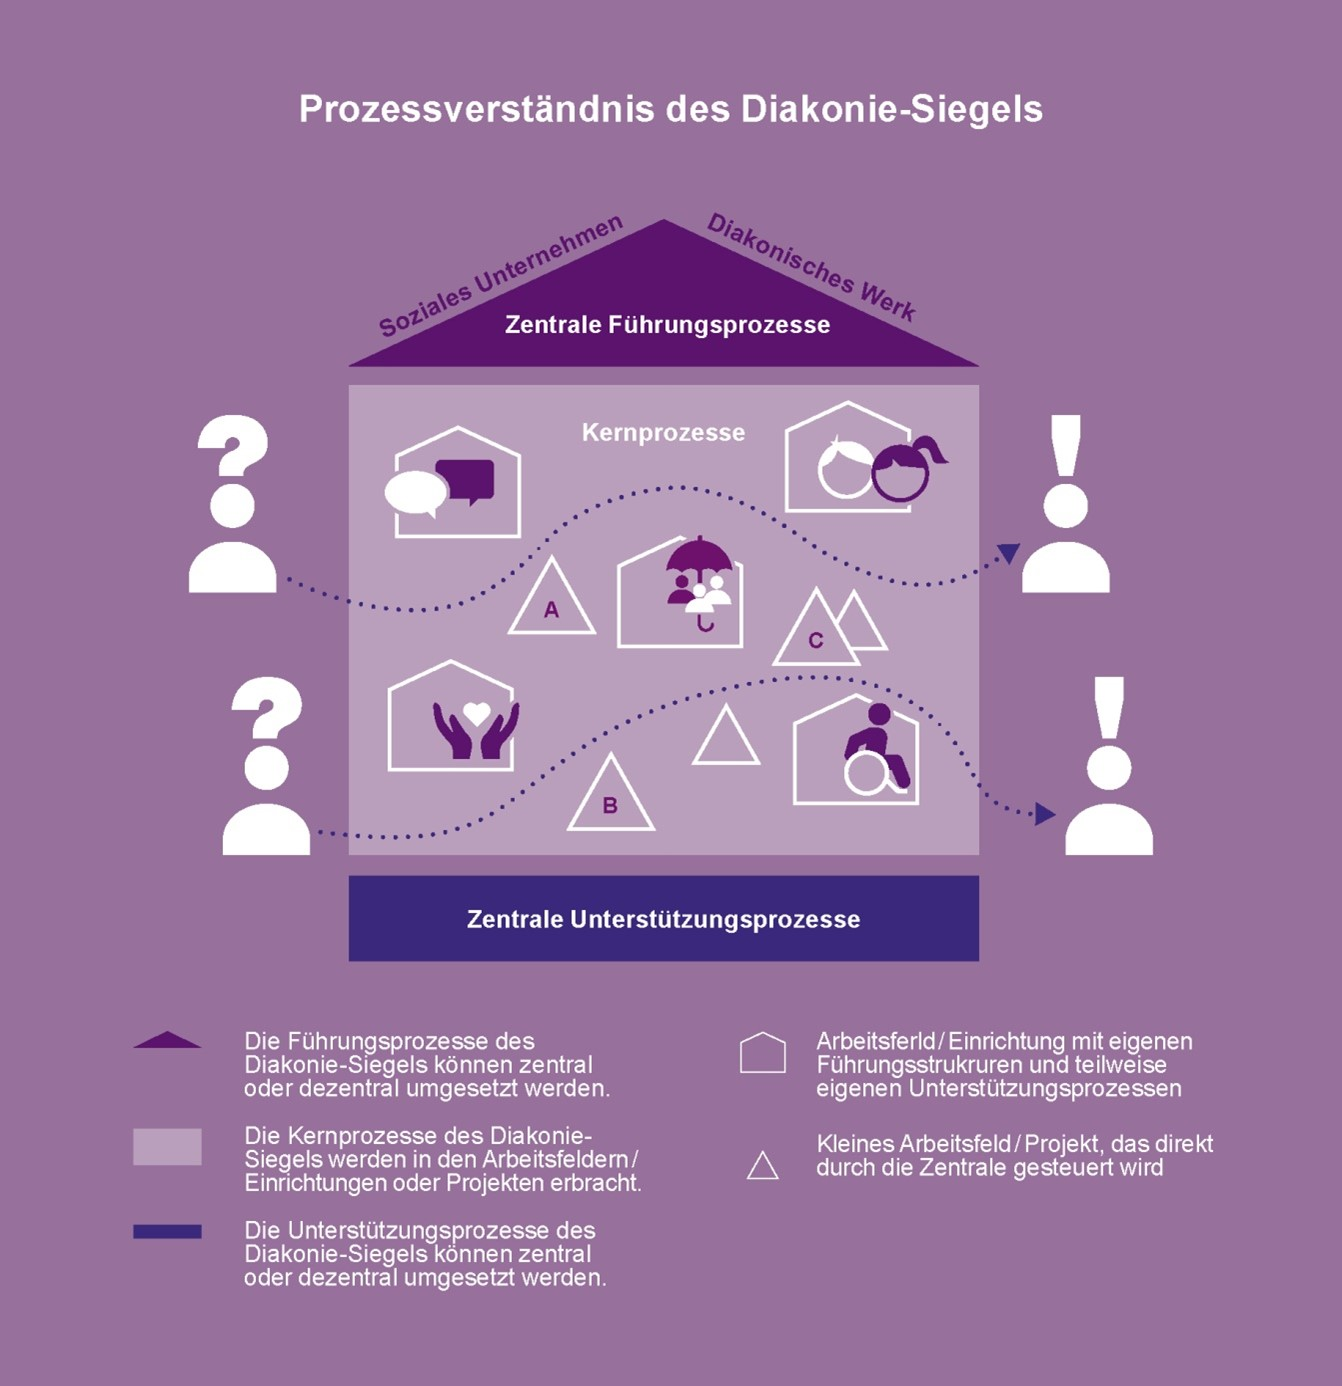 Prozessverständnis des Diakonie-Siegels
Soziales Unternehmen
Diakonisches Werk
Zentrale Führungsprozesse
Kernprozesse
?
!
A
C
?
!
B
Zentrale Unterstützungsprozesse
Die Führungsprozesse des
Diakonie-Siegels können zentral
oder dezentral umgesetzt werden.
Die Kernprozesse des Diakonie-
Siegels werden in den Arbeitsfeldern/
Einrichtungen oder Projekten erbracht.
Die Unterstützungsprozesse des
Diakonie-Siegels können zentral
oder dezentral umgesetzt werden.
Arbeitsferld/Einrichtung mit eigenen
Führungsstrukruren und teilweise
eigenen Unterstützungsprozessen
Kleines Arbeitsfeld/Projekt, das direkt
durch die Zentrale gesteuert wird